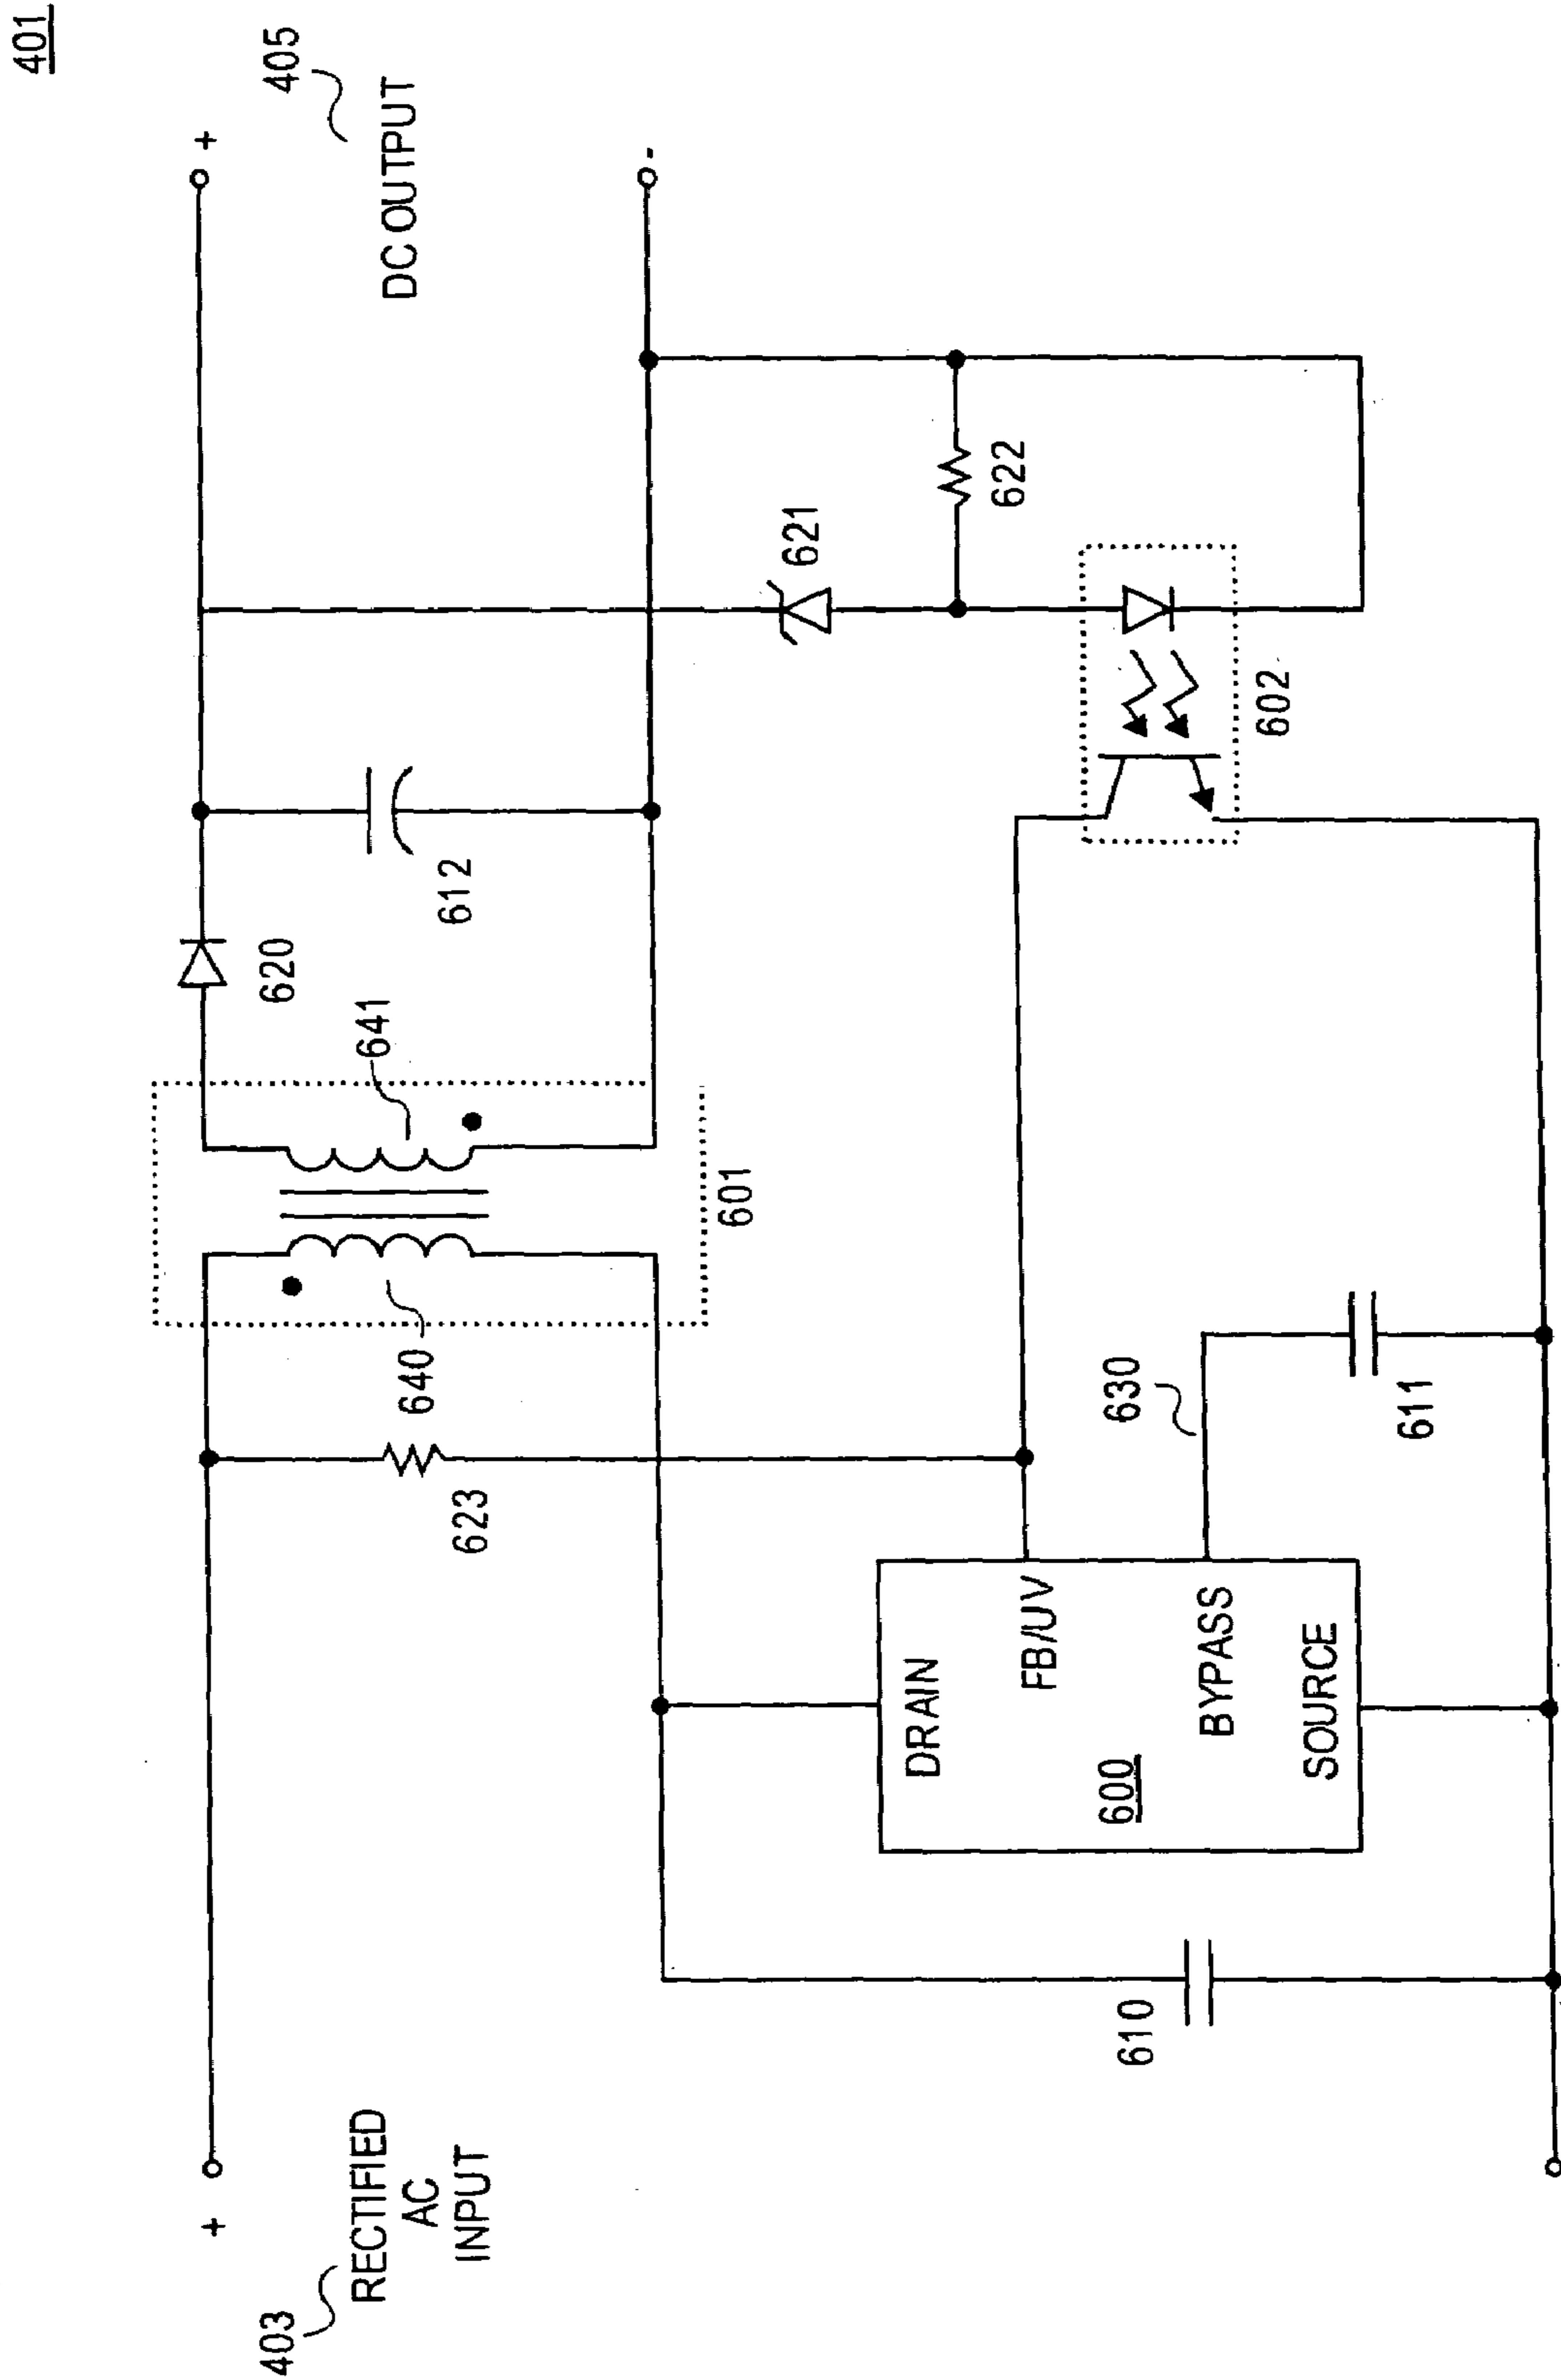 401
405
DC OUTPUT
+
-
620
612
641
601
640
623
621
622
602
630
611
DRAIN
FB/UV
BYPASS
SOURCE
600
610
+
403
RECTIFIED
AC
INPUT